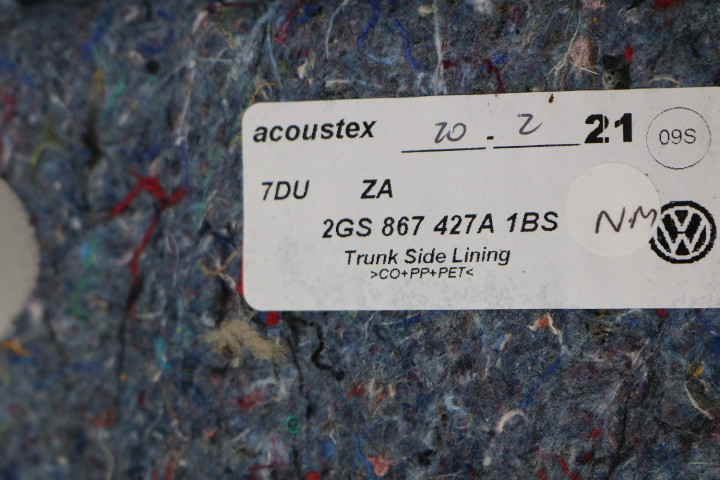 acoustex 20 - 2 21 09S
7DU ZA
2GS 867 427A 1BS NM
Trunk Side Lining
>CO+PP+PET<